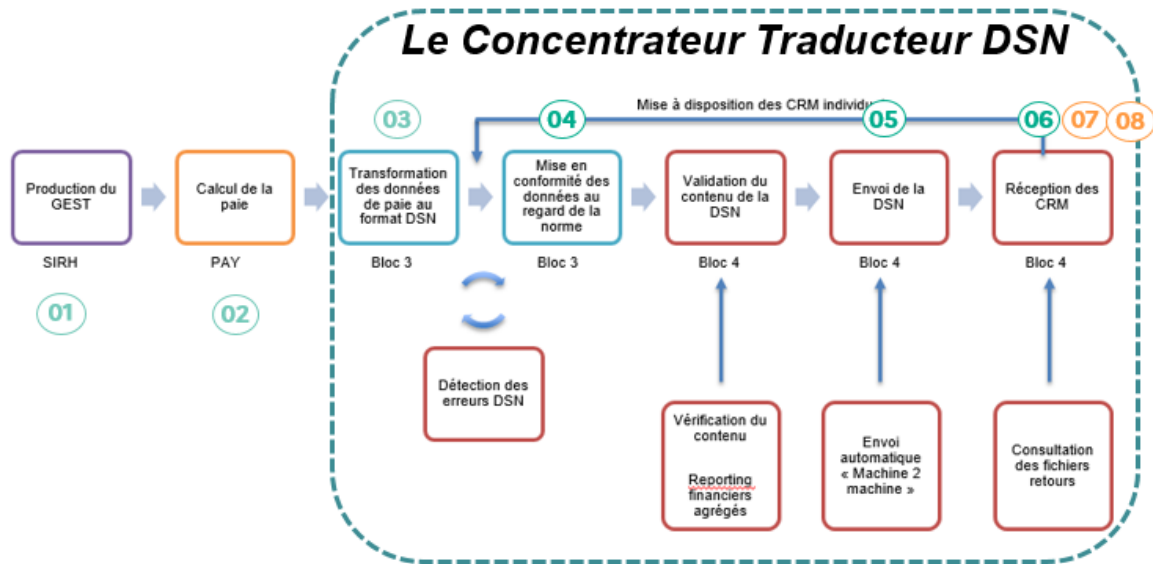 Le Concentrateur Traducteur DSN
Mise à disposition des CRM
03
04
05
06
07
08
Production du
GEST
Calcul de la
paie
Transformation
des données
de paie au
format DSN
Mise en
conformité des
données au
regard de la
norme
Validation du
contenu de la
DSN
Envoi de la
DSN
Réception des
CRM
SIRH
PAY
Bloc 3
Bloc 3
Bloc 4
Bloc 4
Bloc 4
01
02
Détection des
erreurs DSN
Vérification du
contenu
Reporting
financiers
agrégés
Envoi
automatique
« Machine 2
machine »
Consultation
des fichiers
retours